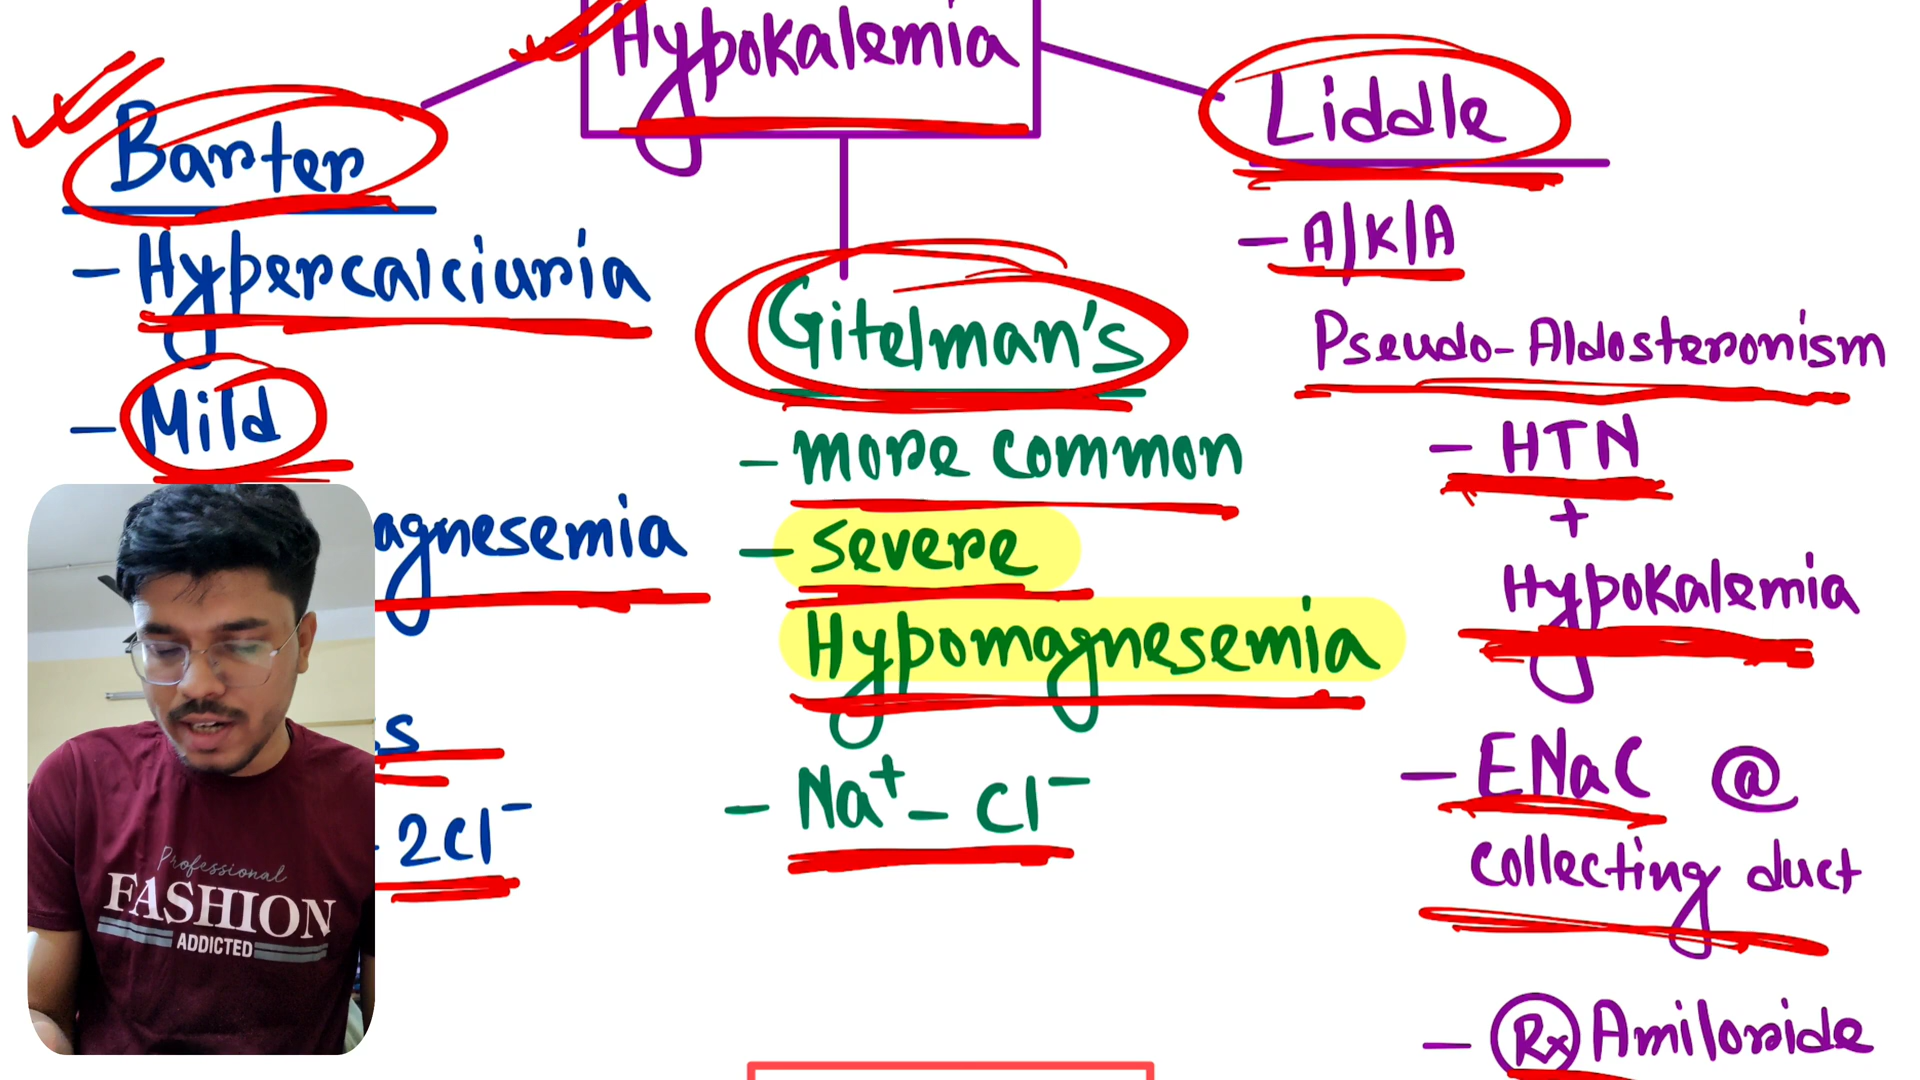 Hypokalemia
Barter
- Hypercalciuria
- Mild
agnesemia
s
- 2Cl⁻
Gitelman's
- more common
- severe
Hypomagnesemia
- Na⁺ - Cl⁻
Liddle
- A/K/A
Pseudo-Aldosteronism
- HTN
+
Hypokalemia
- ENaC @
collecting duct
- Rx Amiloride
Professional
FASHION
ADDICTED